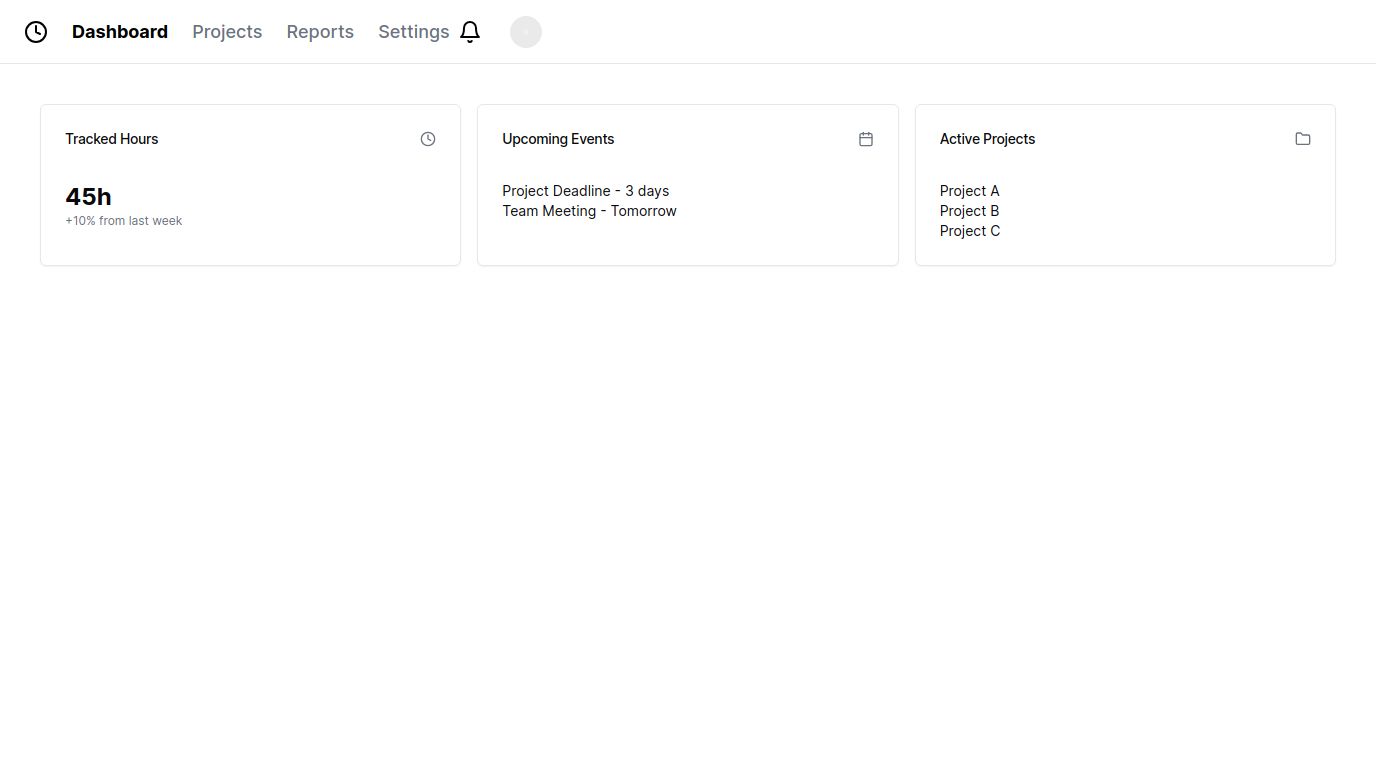 Dashboard Projects Reports Settings
Tracked Hours
45h
+10% from last week
Upcoming Events
Project Deadline - 3 days
Team Meeting - Tomorrow
Active Projects
Project A
Project B
Project C